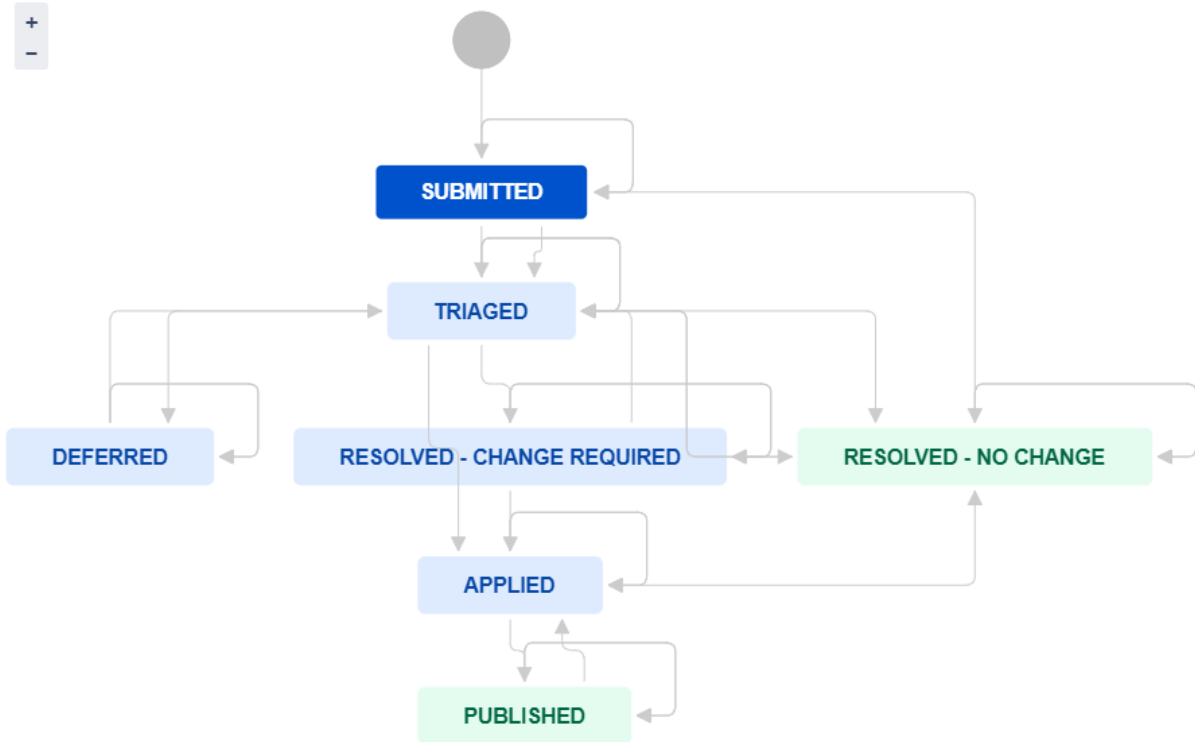 +
−
SUBMITTED
TRIAGED
DEFERRED
RESOLVED - CHANGE REQUIRED
RESOLVED - NO CHANGE
APPLIED
PUBLISHED